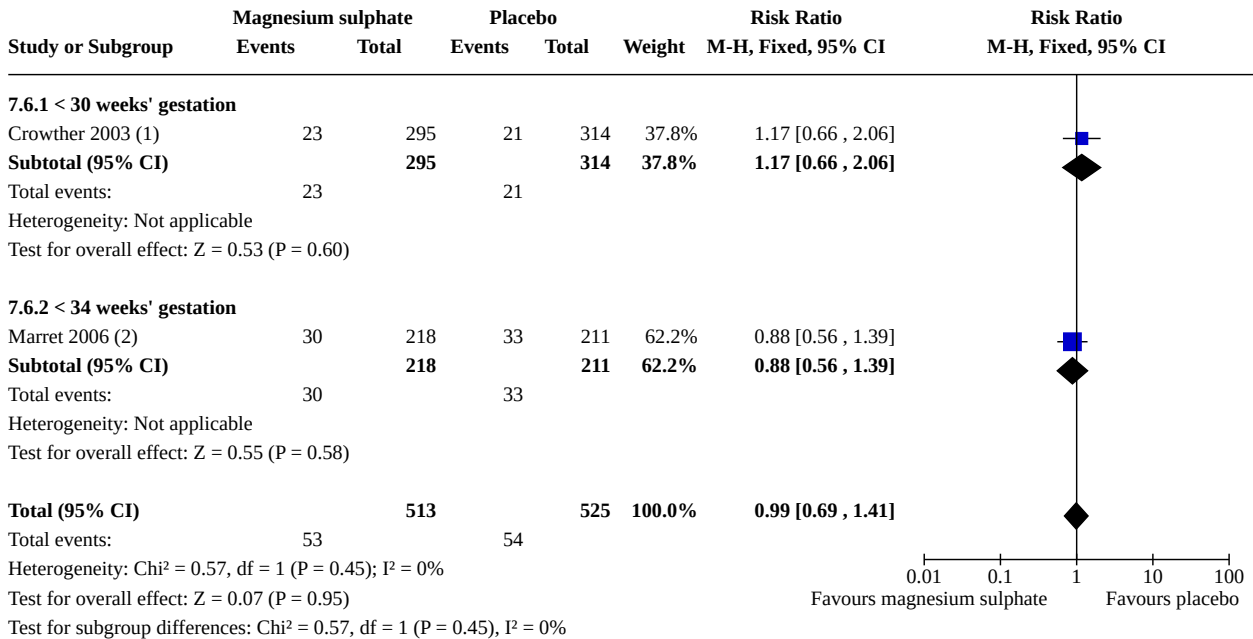 Magnesium sulphate Placebo Risk Ratio Risk Ratio
Study or Subgroup Events Total Events Total Weight M-H, Fixed, 95% CI M-H, Fixed, 95% CI
7.6.1 < 30 weeks' gestation
Crowther 2003 (1) 23 295 21 314 37.8% 1.17 [0.66 , 2.06]
Subtotal (95% CI) 295 314 37.8% 1.17 [0.66 , 2.06]
Total events: 23 21
Heterogeneity: Not applicable
Test for overall effect: Z = 0.53 (P = 0.60)
7.6.2 < 34 weeks' gestation
Marret 2006 (2) 30 218 33 211 62.2% 0.88 [0.56 , 1.39]
Subtotal (95% CI) 218 211 62.2% 0.88 [0.56 , 1.39]
Total events: 30 33
Heterogeneity: Not applicable
Test for overall effect: Z = 0.55 (P = 0.58)
Total (95% CI) 513 525 100.0% 0.99 [0.69 , 1.41]
Total events: 53 54
Heterogeneity: Chi² = 0.57, df = 1 (P = 0.45); I² = 0%
Test for overall effect: Z = 0.07 (P = 0.95)
Test for subgroup differences: Chi² = 0.57, df = 1 (P = 0.45), I² = 0%
0.01 0.1 1 10 100
Favours magnesium sulphate Favours placebo